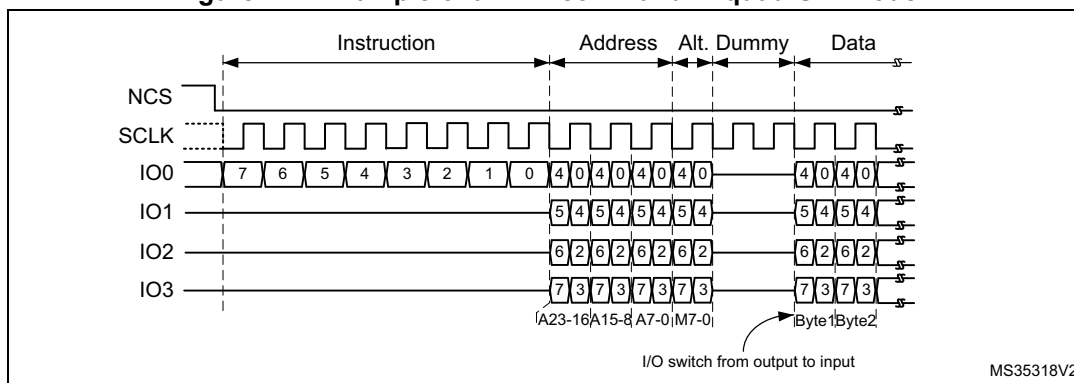 Instruction Address Alt. Dummy Data
NCS
SCLK
IO0 7 6 5 4 3 2 1 0 4 0 4 0 4 0 4 0 4 0 4 0
IO1 5 4 5 4 5 4 5 4 5 4 5 4
IO2 6 2 6 2 6 2 6 2 6 2 6 2
IO3 7 3 7 3 7 3 7 3 7 3 7 3
A23-16 A15-8 A7-0 M7-0 Byte1 Byte2
I/O switch from output to input
MS35318V2